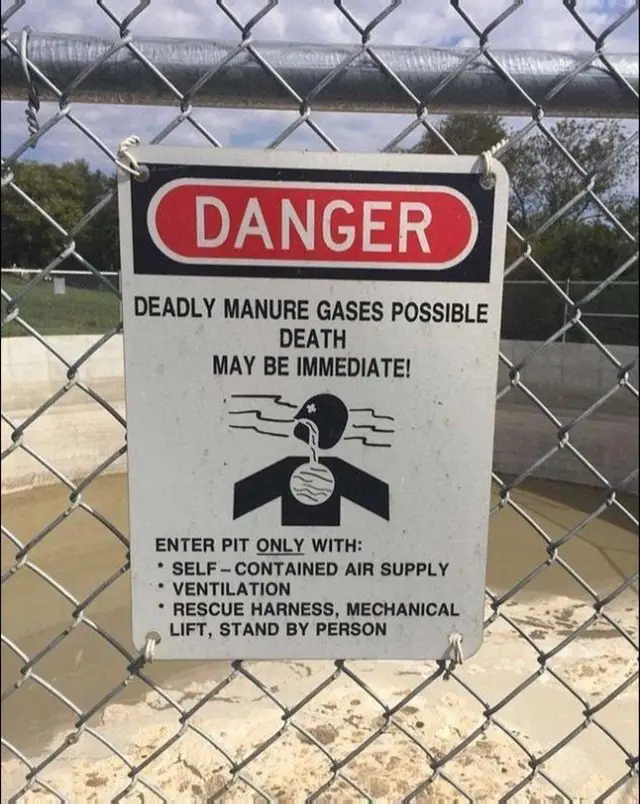 DANGER
DEADLY MANURE GASES POSSIBLE
DEATH
MAY BE IMMEDIATE!
ENTER PIT ONLY WITH:
* SELF-CONTAINED AIR SUPPLY
* VENTILATION
* RESCUE HARNESS, MECHANICAL
LIFT, STAND BY PERSON